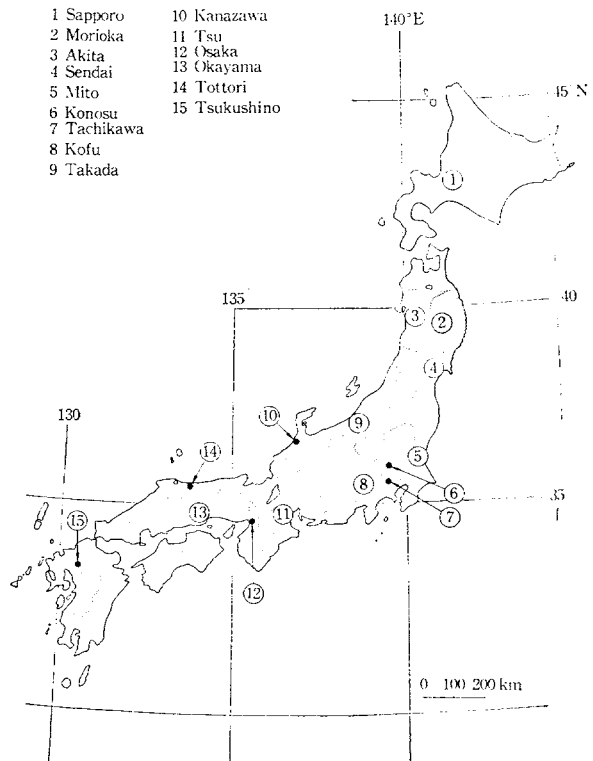 1 Sapporo
2 Morioka
3 Akita
4 Sendai
5 Mito
6 Konosu
7 Tachikawa
8 Kofu
9 Takada
10 Kanazawa
11 Tsu
12 Osaka
13 Okayama
14 Tottori
15 Tsukushino
140°E
45° N
1
135
40
3
2
4
130
10
9
14
5
8
6
35
15
13
11
7
12
0 100 200 km